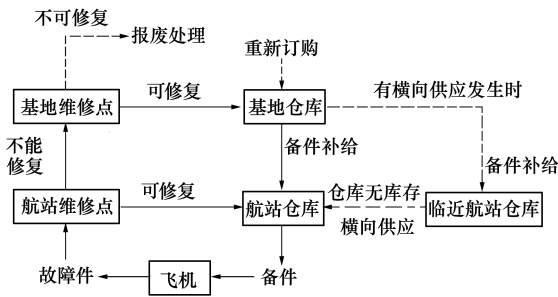 不可修复
报废处理
重新订购
可修复
有横向供应发生时
基地维修点
基地仓库
不能
修复
备件补给
备件补给
可修复
仓库无库存
航站维修点
航站仓库
临近航站仓库
横向供应
故障件
飞机
备件